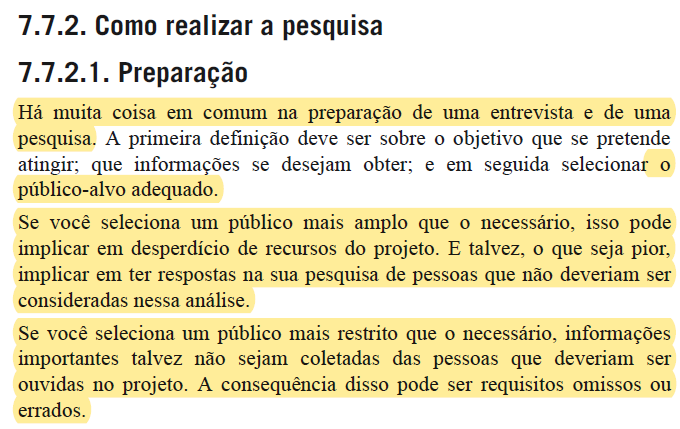 7.7.2. Como realizar a pesquisa
7.7.2.1. Preparação
Há muita coisa em comum na preparação de uma entrevista e de uma
pesquisa. A primeira definição deve ser sobre o objetivo que se pretende
atingir; que informações se desejam obter; e em seguida selecionar o
público-alvo adequado.
Se você seleciona um público mais amplo que o necessário, isso pode
implicar em desperdício de recursos do projeto. E talvez, o que seja pior,
implicar em ter respostas na sua pesquisa de pessoas que não deveriam ser
consideradas nessa análise.
Se você seleciona um público mais restrito que o necessário, informações
importantes talvez não sejam coletadas das pessoas que deveriam ser
ouvidas no projeto. A consequência disso pode ser requisitos omissos ou
errados.